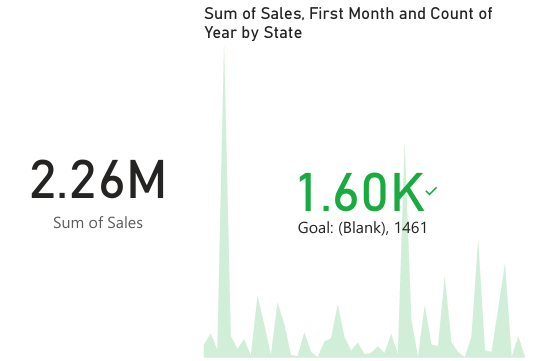 Sum of Sales, First Month and Count of
Year by State
2.26M
Sum of Sales
1.60K
Goal: (Blank), 1461